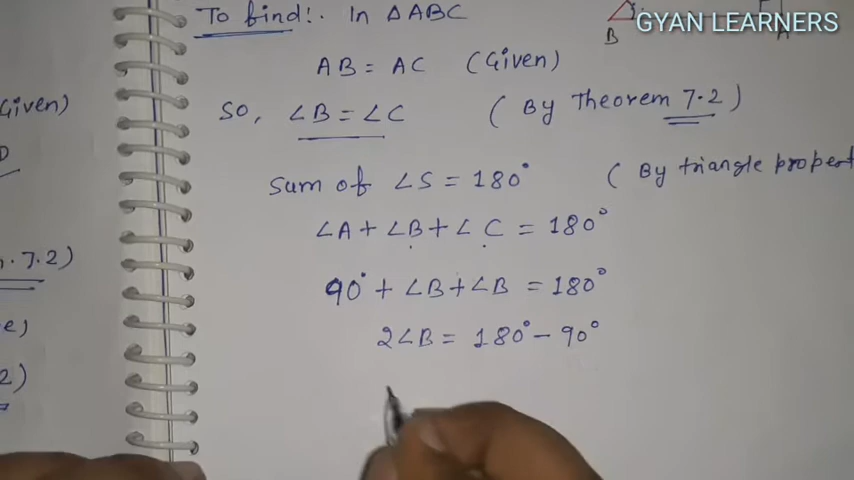 To find:. In ΔABC
B
A
GYAN LEARNERS
AB = AC (Given)
Given)
So, ∠B = ∠C (By Theorem 7.2)
Sum of ∠S = 180° (By triangle propert
∠A + ∠B + ∠C = 180°
7.2)
90° + ∠B + ∠B = 180°
e)
2∠B = 180° - 90°
2)